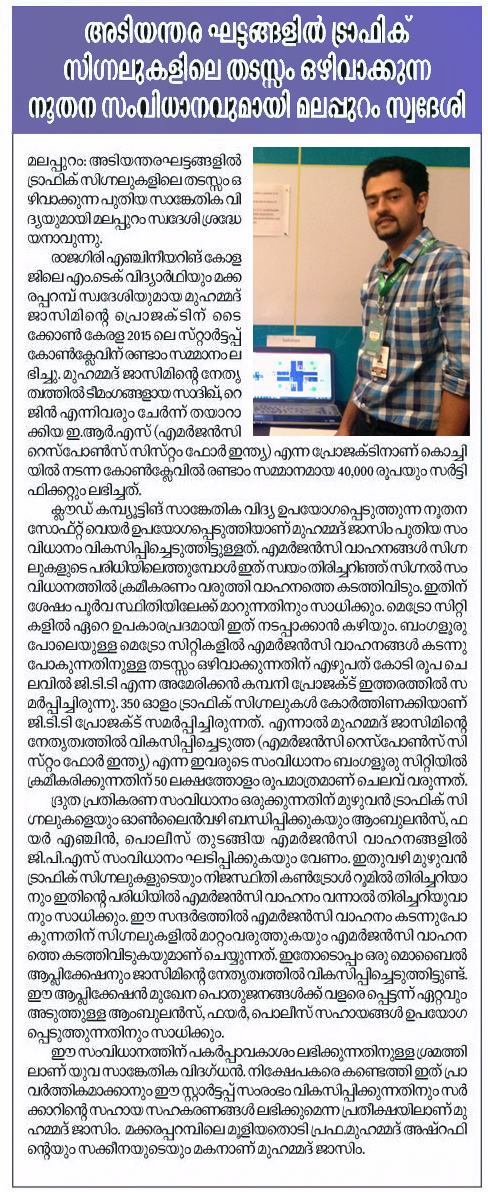 അടിയന്തര ഘട്ടങ്ങളിൽ ട്രാഫിക്
സിഗ്നലുകളിലെ തടസ്സം ഒഴിവാക്കുന്ന
നൂതന സംവിധാനവുമായി മലപ്പുറം സ്വദേശി
മലപ്പുറം: അടിയന്തരഘട്ടങ്ങളിൽ
ട്രാഫിക് സിഗ്നലുകളിലെ തടസ്സം ഒ
ഴിവാക്കുന്ന പുതിയ സാങ്കേതിക വി
ദ്യയുമായി മലപ്പുറം സ്വദേശി ശ്രദ്ധേ
യനാവുന്നു.
രാജഗിരി എഞ്ചിനീയറിങ് കോള
ജിലെ എം.ടെക് വിദ്യാർഥിയും മക്ക
രപ്പറമ്പ് സ്വദേശിയുമായ മുഹമ്മദ്
ജാസിമിന്റെ പ്രൊജക്ടിന് ടൈ
ക്കോൺ കേരള 2015 ലെ സ്റ്റാർട്ടപ്പ്
കോൺക്ലേവിന് രണ്ടാം സമ്മാനം ല
ഭിച്ചു. മുഹമ്മദ് ജാസിമിന്റെ നേതൃ
ത്വത്തിൽ ടീമംഗങ്ങളായ സാദിഖ്, റെ
ജിൻ എന്നിവരും ചേർന്ന് തയാറാ
ക്കിയ ഇ.ആർ.എസ് (എമർജൻസി
റെസ്പോൺസ് സിസ്റ്റം ഫോർ ഇന്ത്യ) എന്ന പ്രോജക്ടിനാണ് കൊച്ചി
യിൽ നടന്ന കോൺക്ലേവിൽ രണ്ടാം സമ്മാനമായ 40,000 രൂപയും സർട്ടി
ഫിക്കറ്റും ലഭിച്ചത്.
ക്ലൗഡ് കമ്പ്യൂട്ടിങ് സാങ്കേതിക വിദ്യ ഉപയോഗപ്പെടുത്തുന്ന നൂതന
സോഫ്റ്റ് വെയർ ഉപയോഗപ്പെടുത്തിയാണ് മുഹമ്മദ് ജാസിം പുതിയ സം
വിധാനം വികസിപ്പിച്ചെടുത്തിട്ടുള്ളത്. എമർജൻസി വാഹനങ്ങൾ സിഗ്ന
ലുകളുടെ പരിധിയിലെത്തുമ്പോൾ ഇത് സ്വയം തിരിച്ചറിഞ്ഞ് സിഗ്നൽ സം
വിധാനത്തിൽ ക്രമീകരണം വരുത്തി വാഹനത്തെ കടത്തിവിടും. ഇതിന്
ശേഷം പൂർവ സ്ഥിതിയിലേക്ക് മാറുന്നതിനും സാധിക്കും. മെട്രോ സിറ്റി
കളിൽ ഏറെ ഉപകാരപ്രദമായി ഇത് നടപ്പാക്കാൻ കഴിയും. ബംഗളൂരു
പോലെയുള്ള മെട്രോ സിറ്റികളിൽ എമർജൻസി വാഹനങ്ങൾ കടന്നു
പോകുന്നതിനുള്ള തടസം ഒഴിവാക്കുന്നതിന് എഴുപത് കോടി രൂപ ചെ
ലവിൽ ജി.ടി.ടി എന്ന അമേരിക്കൻ കമ്പനി പ്രോജക്ട് ഇത്തരത്തിൽ സ
മർപ്പിച്ചിരുന്നു. 350 ഓളം ട്രാഫിക് സിഗ്നലുകൾ കോർത്തിണക്കിയാണ്
ജി.ടി.ടി പ്രോജക്ട് സമർപ്പിച്ചിരുന്നത്. എന്നാൽ മുഹമ്മദ് ജാസിമിന്റെ
നേതൃത്വത്തിൽ വികസിപ്പിച്ചെടുത്ത (എമർജൻസി റെസ്പോൺസ് സി
സ്റ്റം ഫോർ ഇന്ത്യ) എന്ന ഇവരുടെ സംവിധാനം ബംഗളൂരു സിറ്റിയിൽ
ക്രമീകരിക്കുന്നതിന് 50 ലക്ഷത്തോളം രൂപമാത്രമാണ് ചെലവ് വരുന്നത്.
ദ്രുത പ്രതികരണ സംവിധാനം ഒരുക്കുന്നതിന് മുഴുവൻ ട്രാഫിക് സി
ഗ്നലുകളെയും ഓൺലൈൻവഴി ബന്ധിപ്പിക്കുകയും ആംബുലൻസ്, ഫ
യർ എഞ്ചിൻ, പൊലീസ് തുടങ്ങിയ എമർജൻസി വാഹനങ്ങളിൽ
ജി.പി.എസ് സംവിധാനം ഘടിപ്പിക്കുകയും വേണം. ഇതുവഴി മുഴുവൻ
ട്രാഫിക് സിഗ്നലുകളുടെയും നിജസ്ഥിതി കൺട്രോൾ റൂമിൽ തിരിച്ചറിയാ
നും ഇതിന്റെ പരിധിയിൽ എമർജൻസി വാഹനം വന്നാൽ തിരിച്ചറിയുവാ
നും സാധിക്കും. ഈ സന്ദർഭത്തിൽ എമർജൻസി വാഹനം കടന്നുപോ
കുന്നതിന് സിഗ്നലുകളിൽ മാറ്റംവരുത്തുകയും എമർജൻസി വാഹന
ത്തെ കടത്തിവിടുകയുമാണ് ചെയ്യുന്നത്. ഇതോടൊപ്പം ഒരു മൊബൈൽ
ആപ്ലിക്കേഷനും ജാസിമിന്റെ നേതൃത്വത്തിൽ വികസിപ്പിച്ചെടുത്തിട്ടുണ്ട്.
ഈ ആപ്ലിക്കേഷൻ മുഖേന പൊതുജനങ്ങൾക്ക് വളരെ പ്പെട്ടന്ന് ഏറ്റവും
അടുത്തുള്ള ആംബുലൻസ്, ഫയർ, പൊലീസ് സഹായങ്ങൾ ഉപയോഗ
പ്പെടുത്തുന്നതിനും സാധിക്കും.
ഈ സംവിധാനത്തിന് പകർപ്പാവകാശം ലഭിക്കുന്നതിനുള്ള ശ്രമത്തി
ലാണ് യുവ സാങ്കേതിക വിദഗ്ധൻ. നിക്ഷേപകരെ കണ്ടെത്തി ഇത് പ്രാ
വർത്തികമാക്കാനും ഈ സ്റ്റാർട്ടപ്പ് സംരംഭം വികസിപ്പിക്കുന്നതിനും സർ
ക്കാറിന്റെ സഹായ സഹകരണങ്ങൾ ലഭിക്കുമെന്ന പ്രതീക്ഷയിലാണ് മു
ഹമ്മദ് ജാസിം. മക്കരപ്പറമ്പിലെ മൂളിയതൊടി പ്രഫ.മുഹമ്മദ് അഷ്റഫി
ന്റെയും സക്കീനയുടെയും മകനാണ് മുഹമ്മദ് ജാസിം.